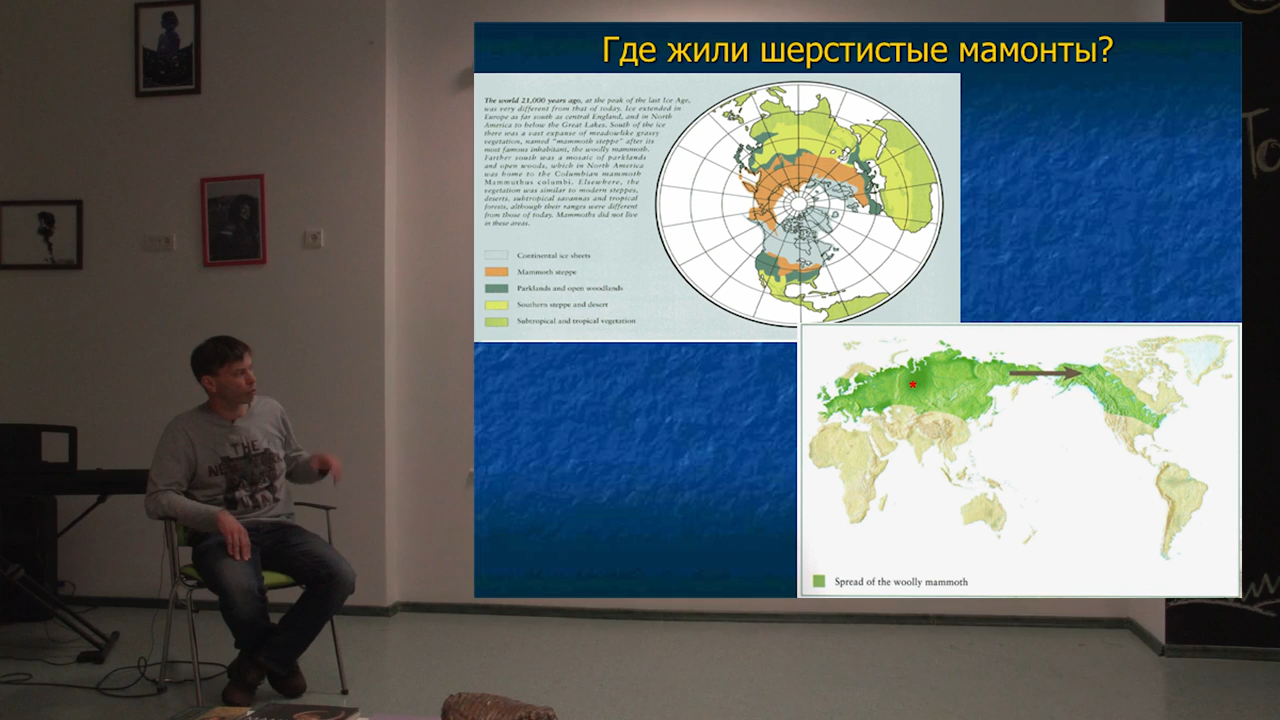 Где жили шерстистые мамонты?
The world 21,000 years ago, at the peak of the last Ice Age,
was very different from that of today. Ice extended in
Europe as far south as central England, and in North
America to below the Great Lakes. South of the ice
there was a vast expanse of meadowlike grassy
vegetation, named "mammoth steppe" after its
most famous inhabitant, the woolly mammoth.
Farther south was a mosaic of parklands
and open woods, which in North America
was home to the Columbian mammoth
Mammuthus columbi. Elsewhere, the
vegetation was similar to modern steppes,
deserts, subtropical savannas and tropical
forests, although their ranges were different
from those of today. Mammoths did not live
in these areas.
Continental ice sheets
Mammoth steppe
Parklands and open woodlands
Southern steppe and desert
Subtropical and tropical vegetation
Spread of the woolly mammoth
THE